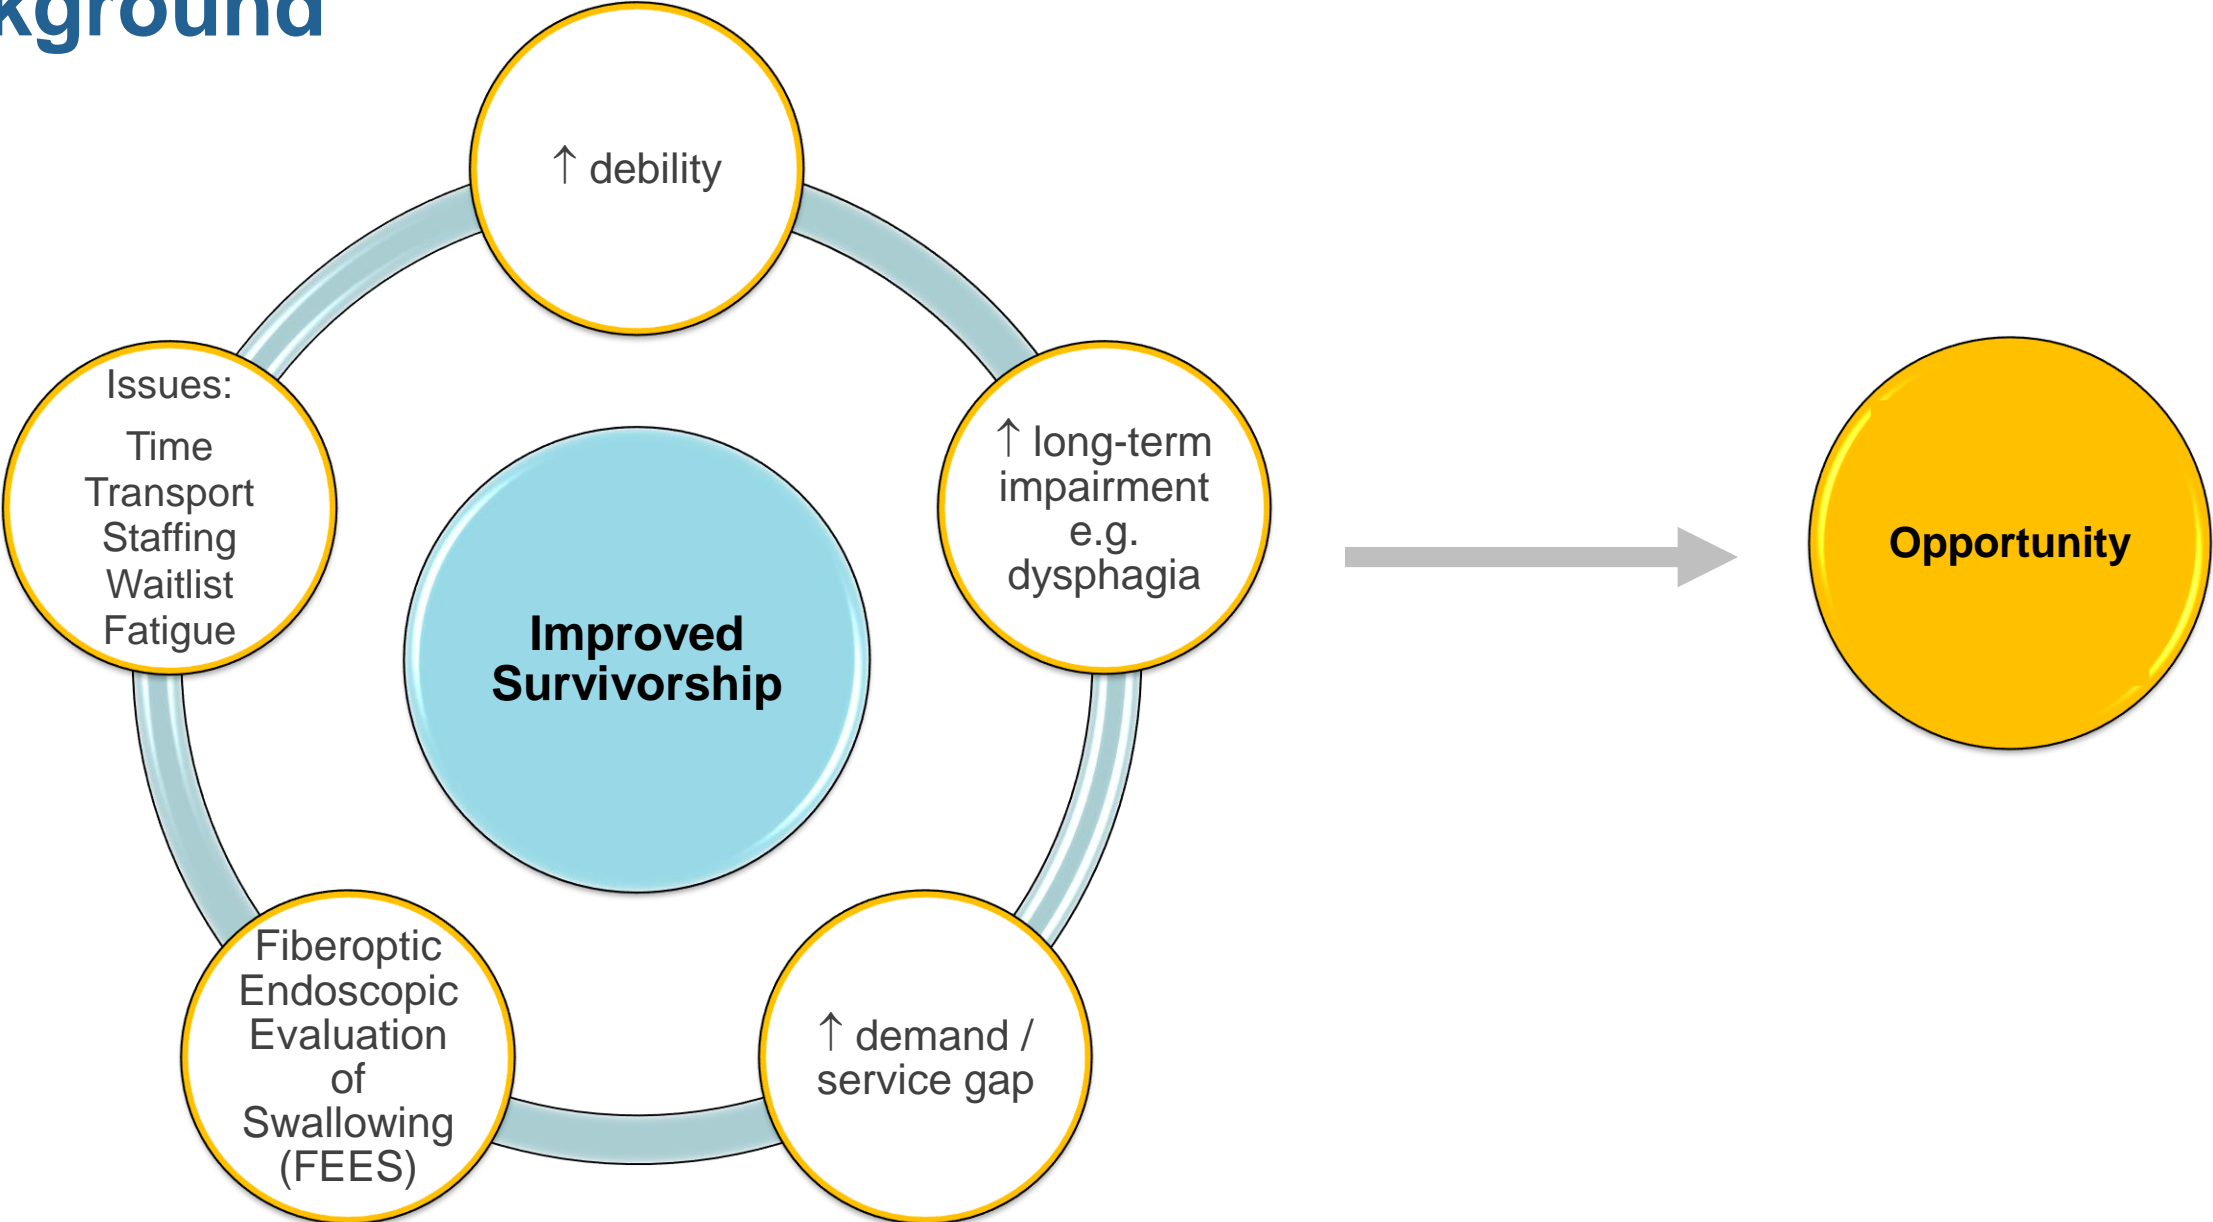 kground
↑ debility
↑ long-term
impairment
e.g.
dysphagia
↑ demand /
service gap
Fiberoptic
Endoscopic
Evaluation
of
Swallowing
(FEES)
Issues:
Time
Transport
Staffing
Waitlist
Fatigue
Improved
Survivorship
Opportunity